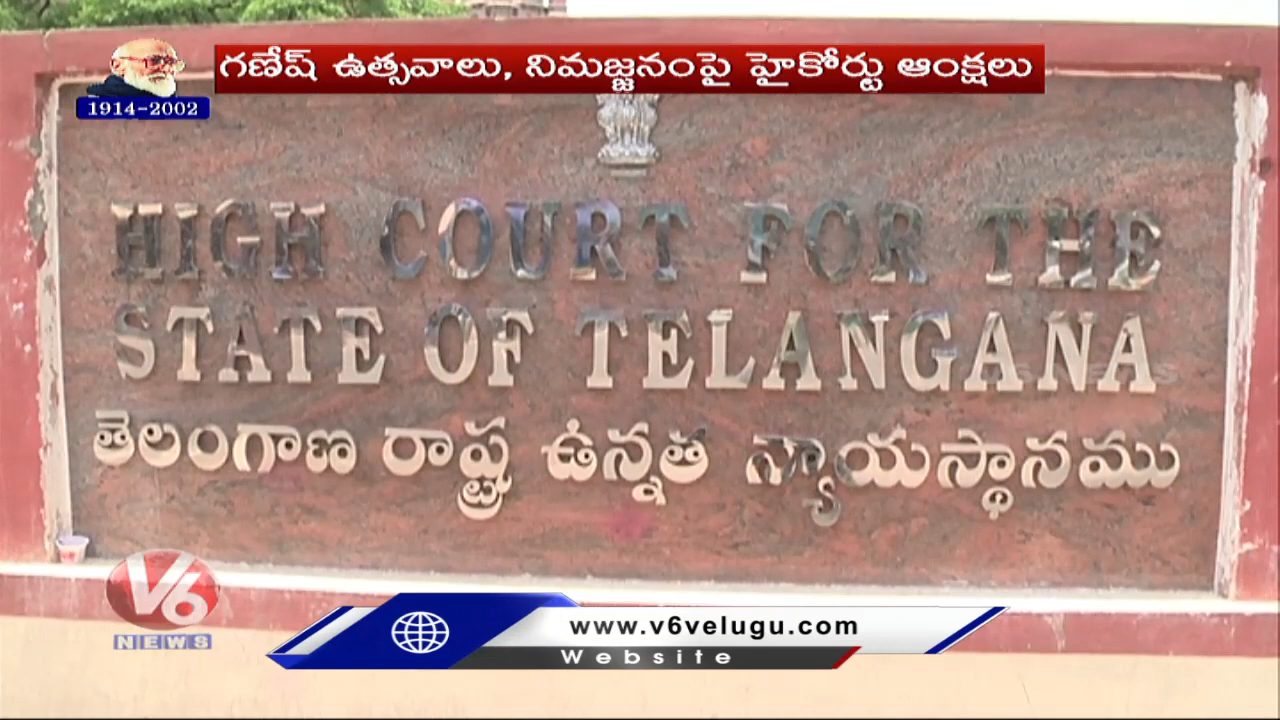 గణేష్ ఉత్సవాలు, నిమజ్జనంపై హైకోర్టు ఆంక్షలు
1914-2002
HIGH COURT FOR THE
STATE OF TELANGANA
తెలంగాణ రాష్ట్ర ఉన్నత న్యాయస్థానము
V6
NEWS
www.v6velugu.com
Website